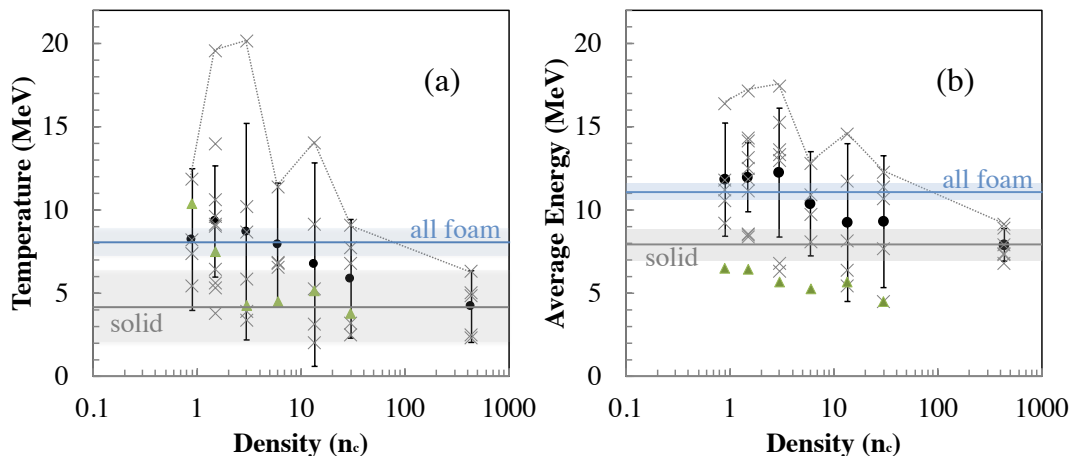 20
15
10
5
0
Temperature (MeV)
(a)
all foam
solid
0.1
1
10
100
1000
Density (nc)
20
15
10
5
0
Average Energy (MeV)
(b)
all foam
solid
0.1
1
10
100
1000
Density (nc)